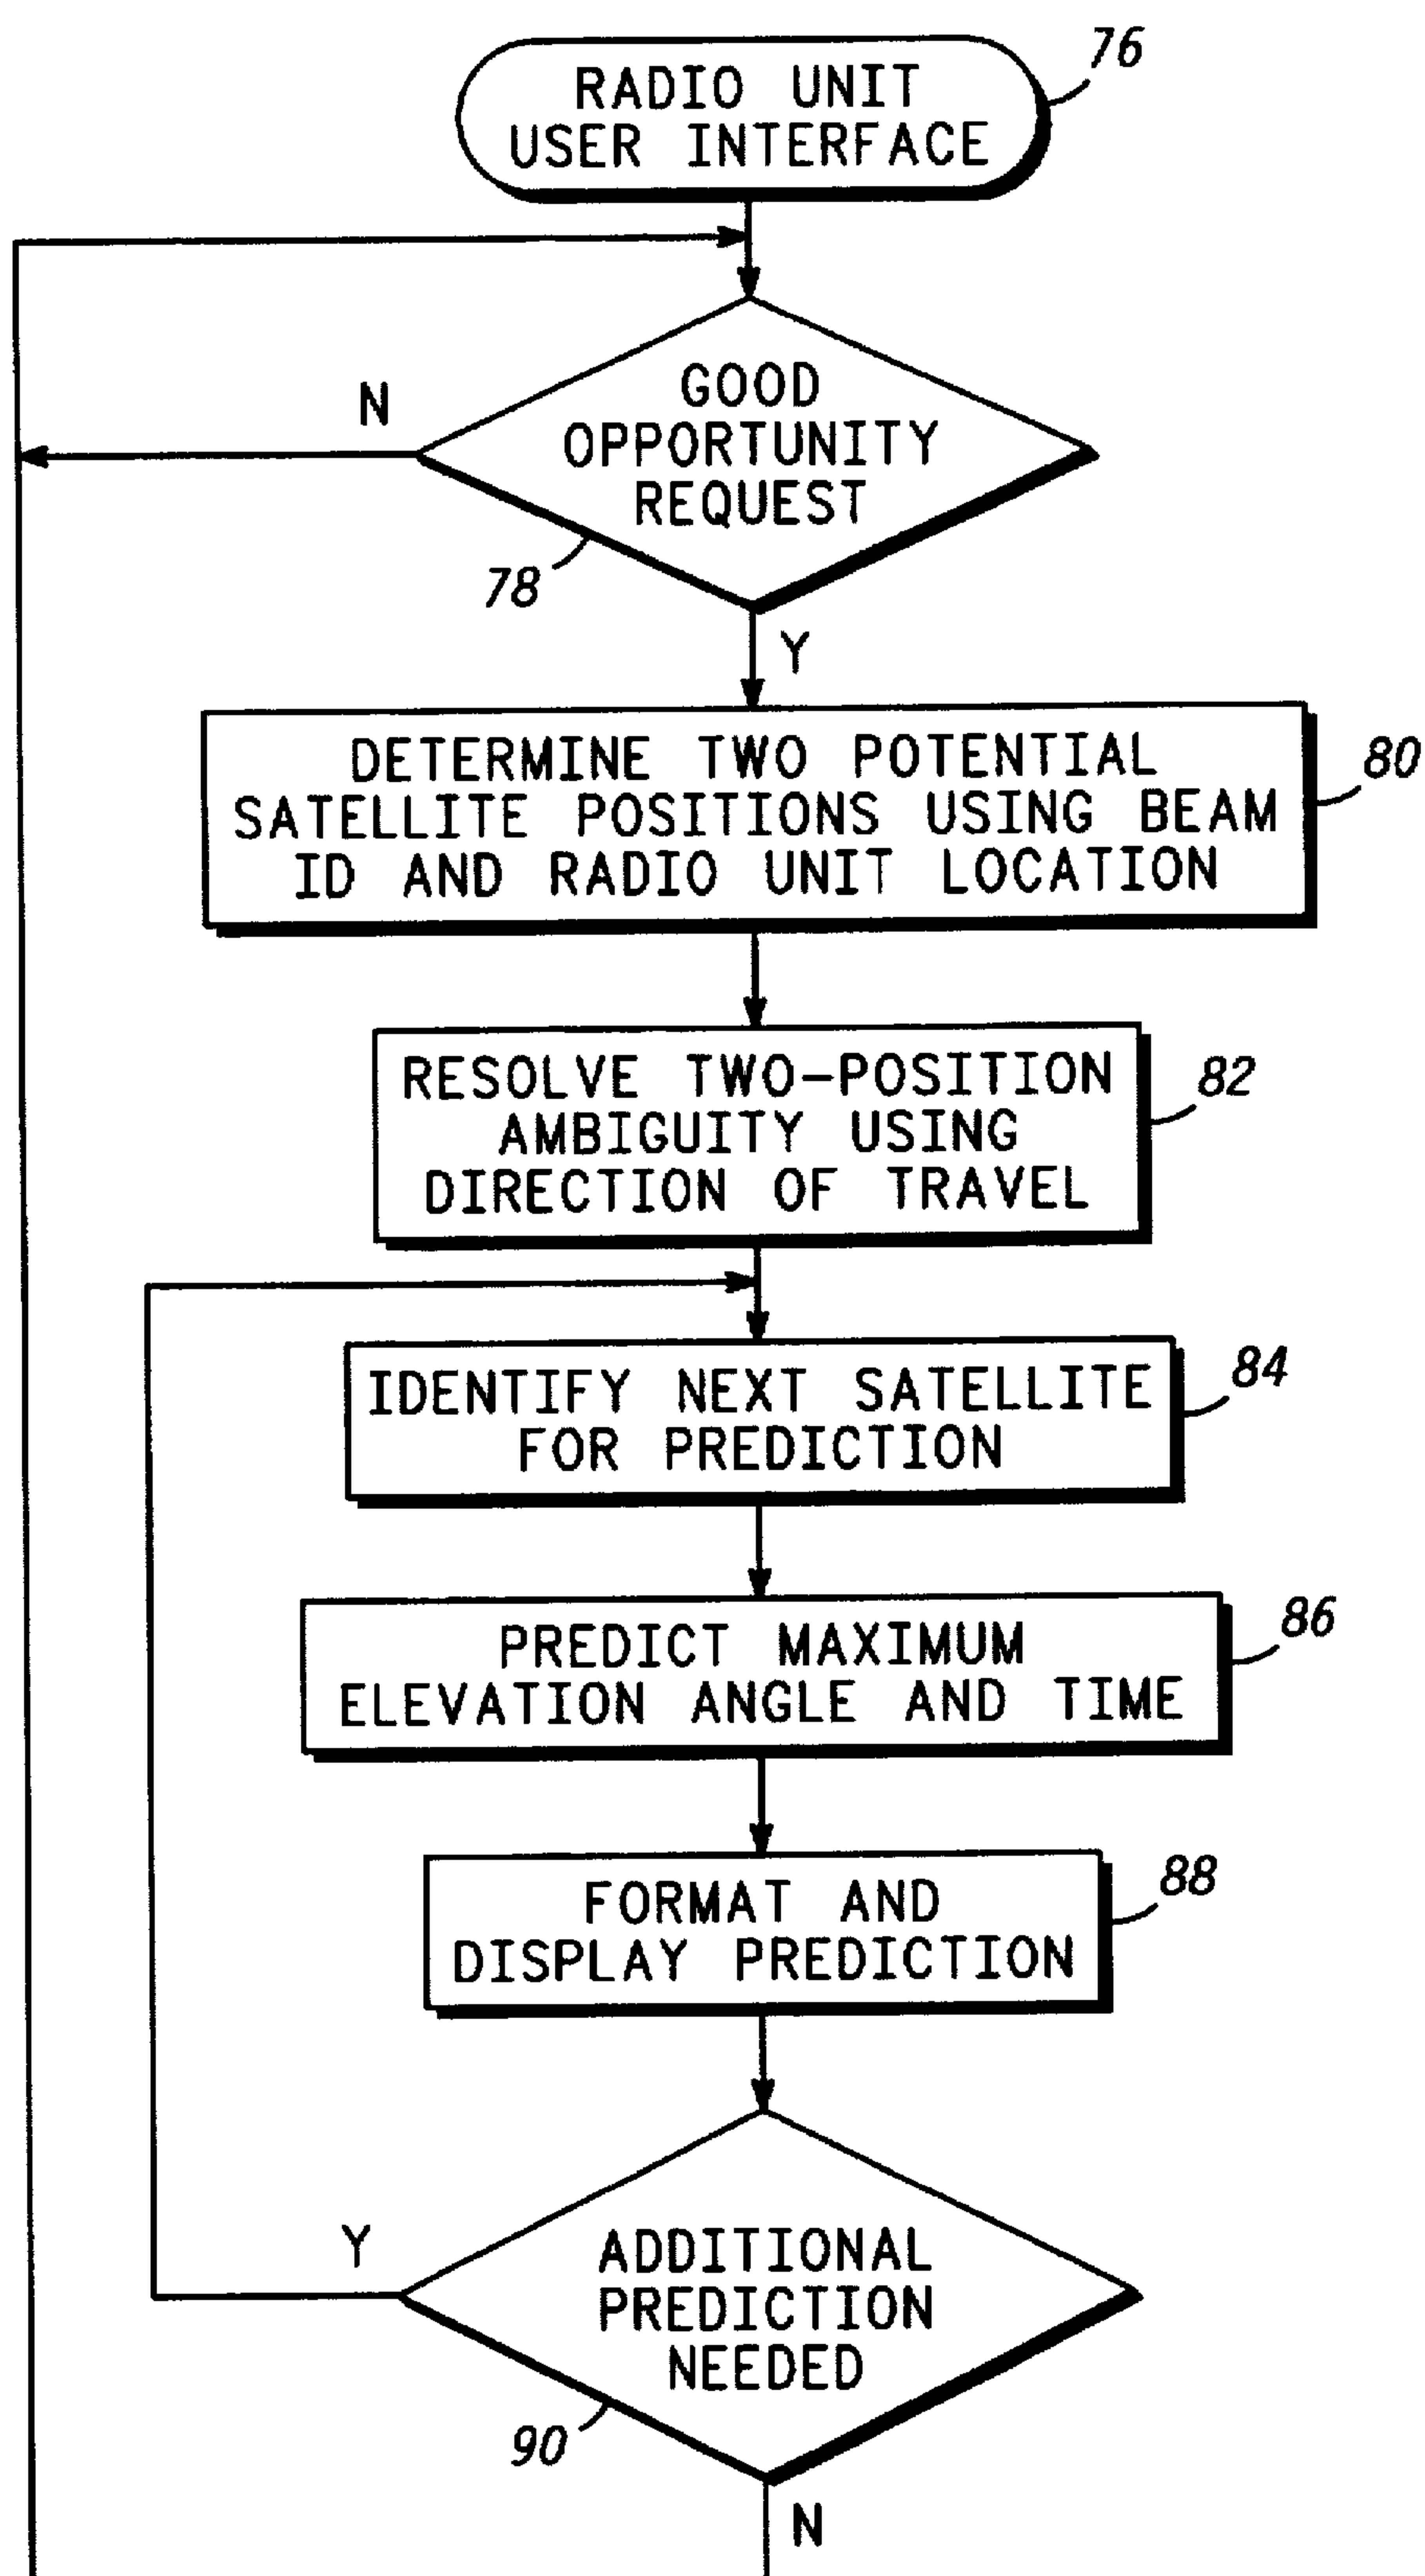 76
RADIO UNIT
USER INTERFACE
N
GOOD
OPPORTUNITY
REQUEST
78
Y
DETERMINE TWO POTENTIAL
SATELLITE POSITIONS USING BEAM
ID AND RADIO UNIT LOCATION
80
RESOLVE TWO-POSITION
AMBIGUITY USING
DIRECTION OF TRAVEL
82
IDENTIFY NEXT SATELLITE
FOR PREDICTION
84
PREDICT MAXIMUM
ELEVATION ANGLE AND TIME
86
FORMAT AND
DISPLAY PREDICTION
88
Y
ADDITIONAL
PREDICTION
NEEDED
90
N